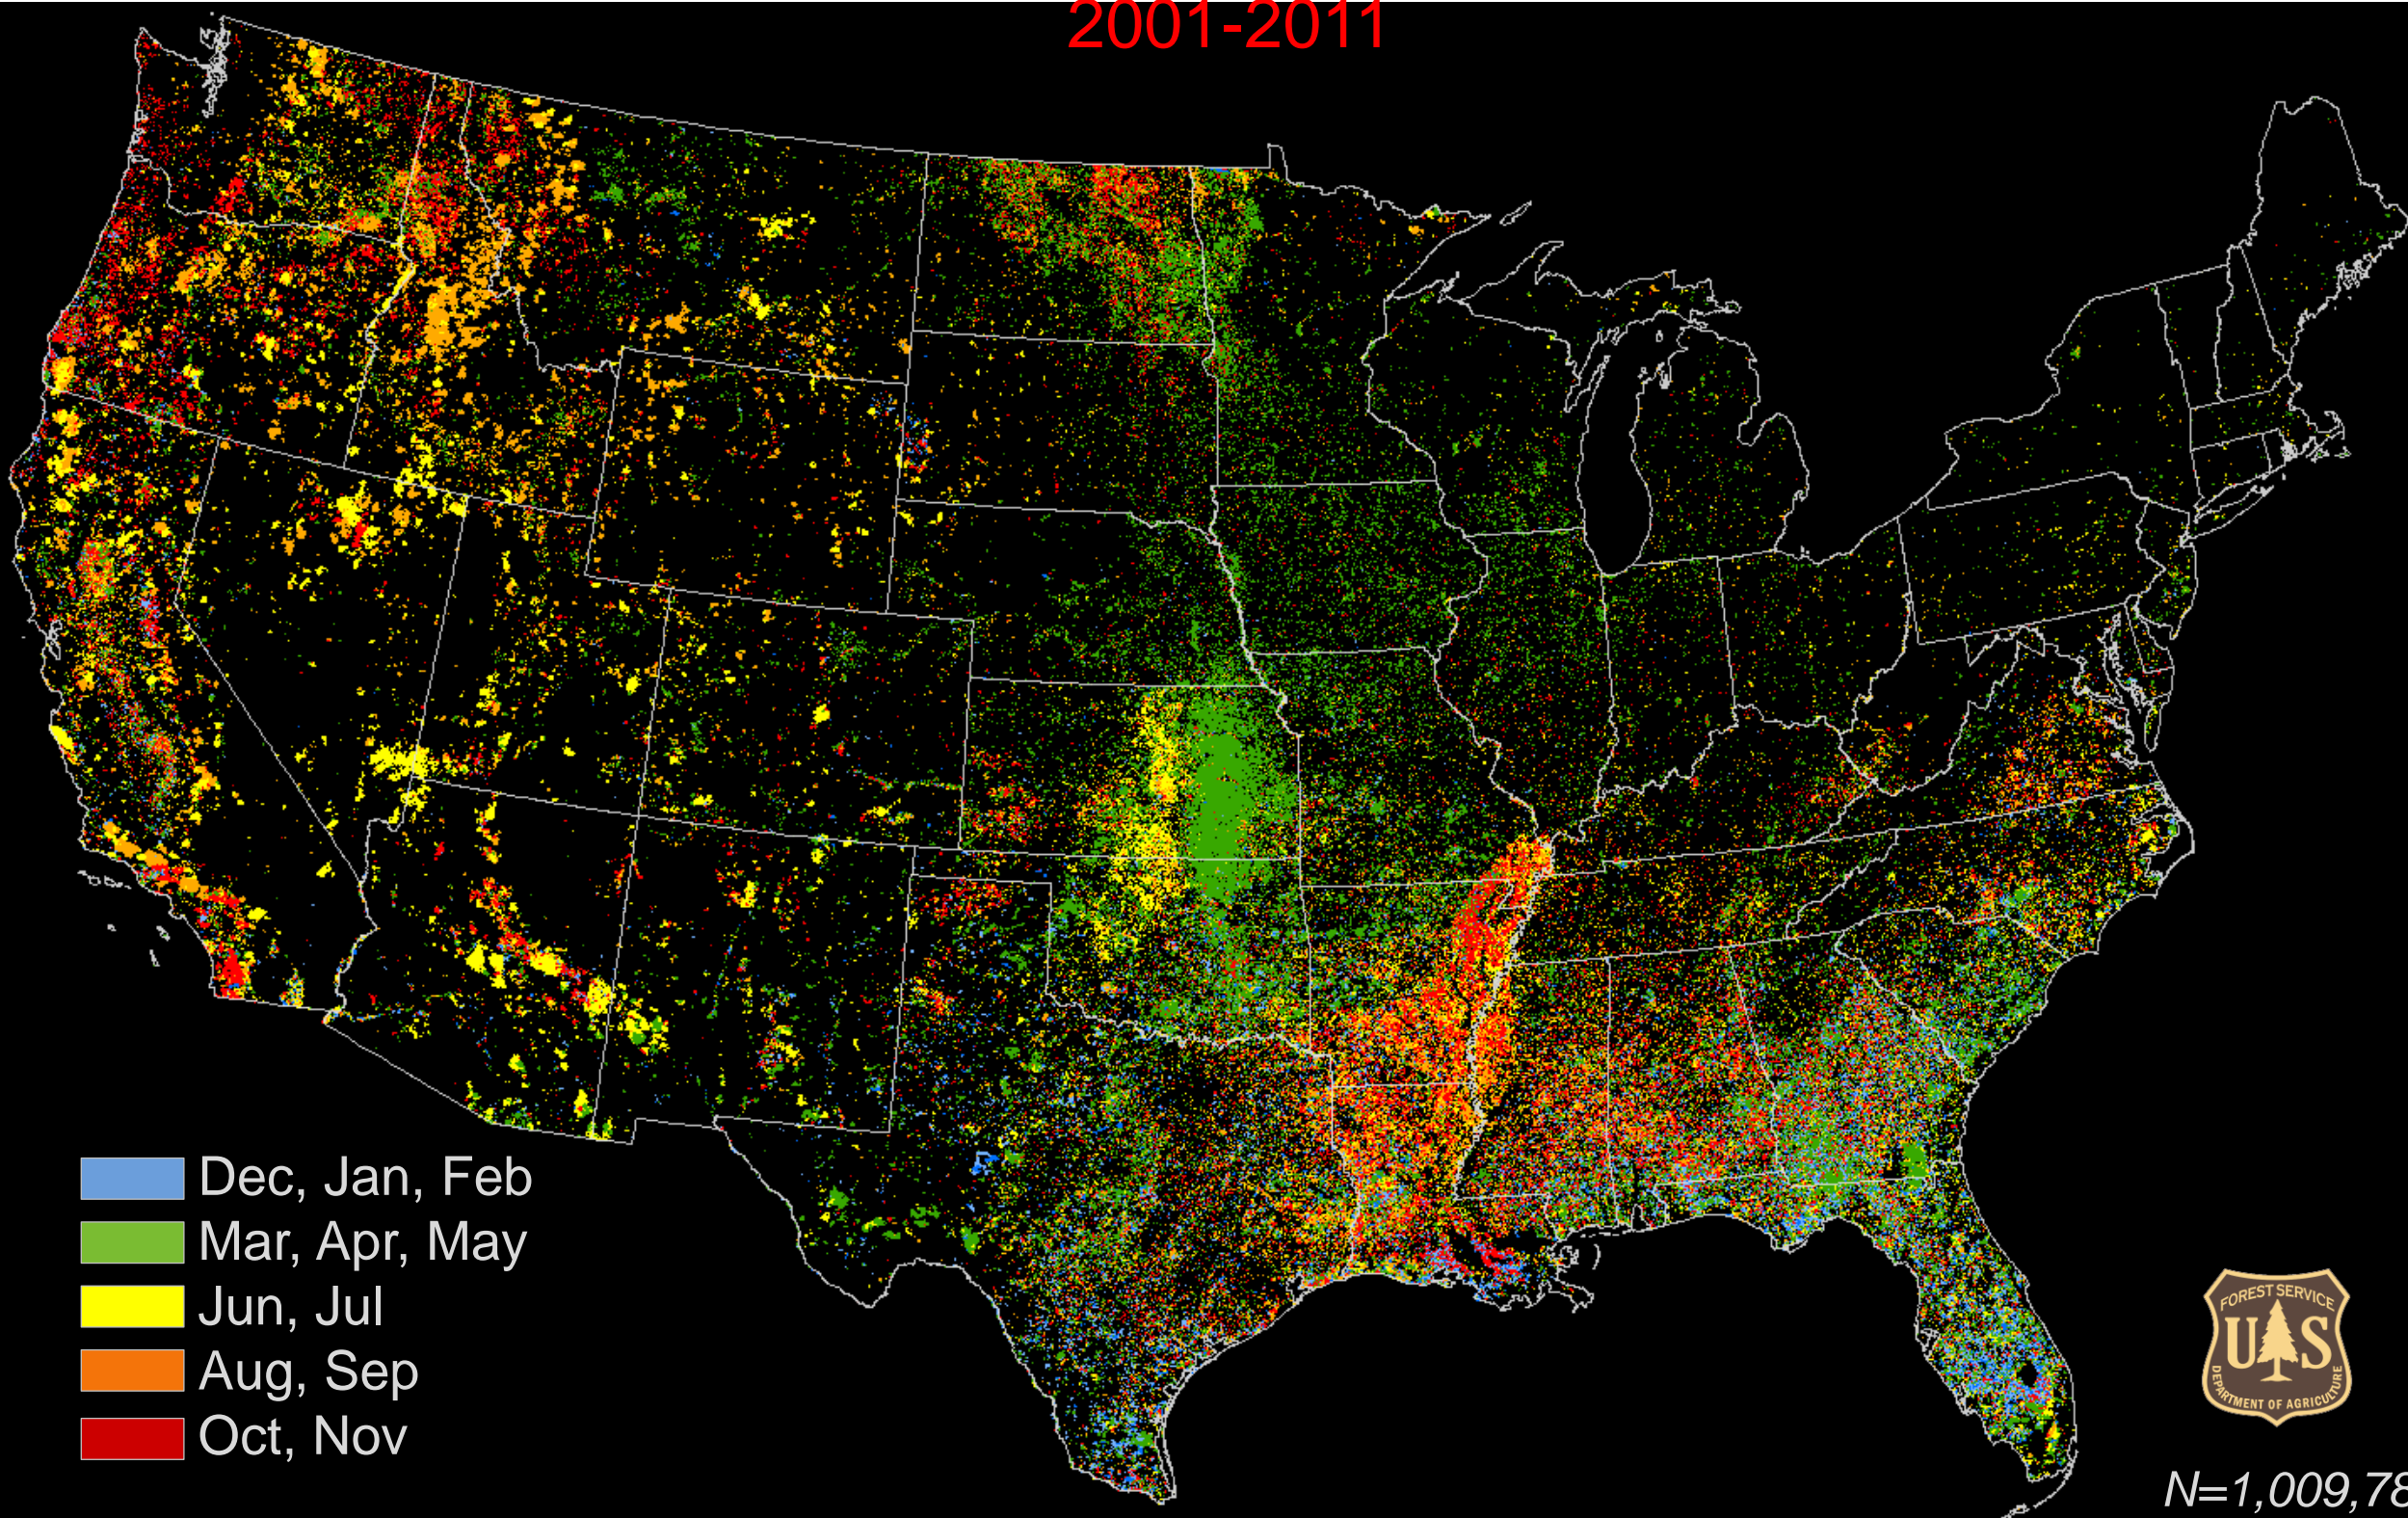 2001-2011
Dec, Jan, Feb
Mar, Apr, May
Jun, Jul
Aug, Sep
Oct, Nov
FOREST SERVICE
U S
DEPARTMENT OF AGRICULTURE
N=1,009,78